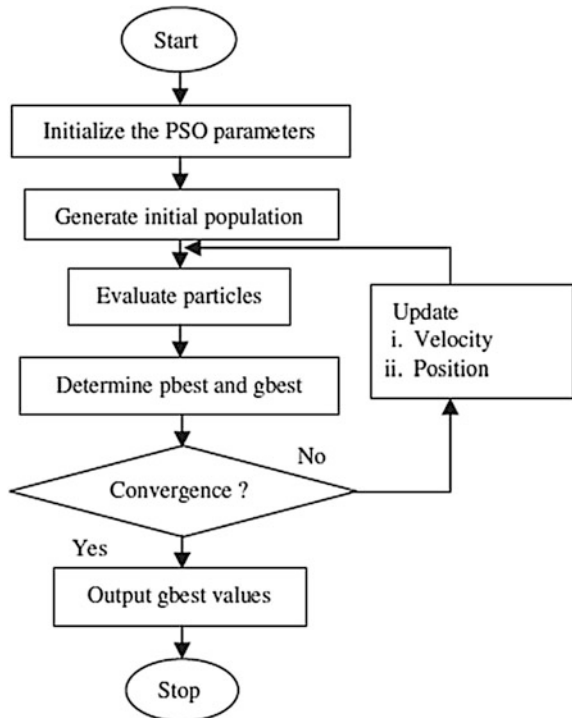 Start
Initialize the PSO parameters
Generate initial population
Evaluate particles
Update
i. Velocity
ii. Position
Determine pbest and gbest
No
Convergence ?
Yes
Output gbest values
Stop